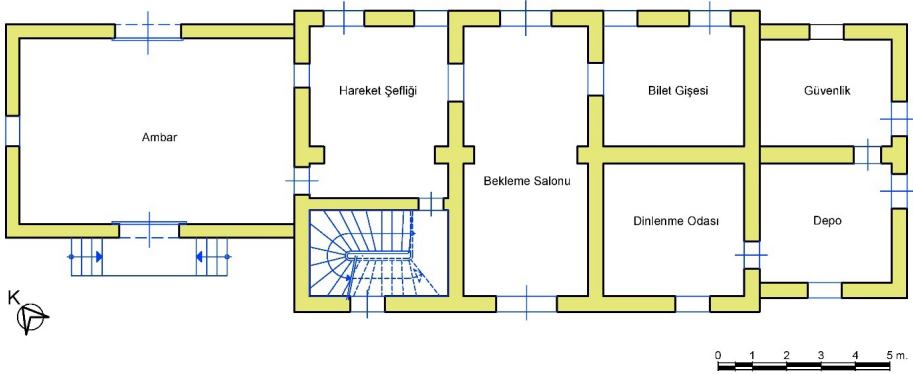 Hareket Şefliği
Bilet Gişesi
Güvenlik
Ambar
Bekleme Salonu
Dinlenme Odası
Depo
K
0 1 2 3 4 5 m.